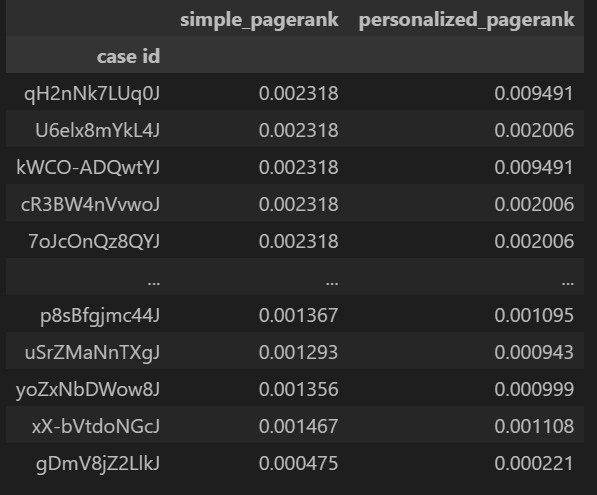 simple_pagerank personalized_pagerank
case id
qH2nNk7LUq0J 0.002318 0.009491
U6elx8mYkL4J 0.002318 0.002006
kWCO-ADQwtYJ 0.002318 0.009491
cR3BW4nVvwoJ 0.002318 0.002006
7oJcOnQz8QYJ 0.002318 0.002006
... ... ...
p8sBfgjmc44J 0.001367 0.001095
uSrZMaNnTXgJ 0.001293 0.000943
yoZxNbDWow8J 0.001356 0.000999
xX-bVtdoNGcJ 0.001467 0.001108
gDmV8jZ2LlkJ 0.000475 0.000221